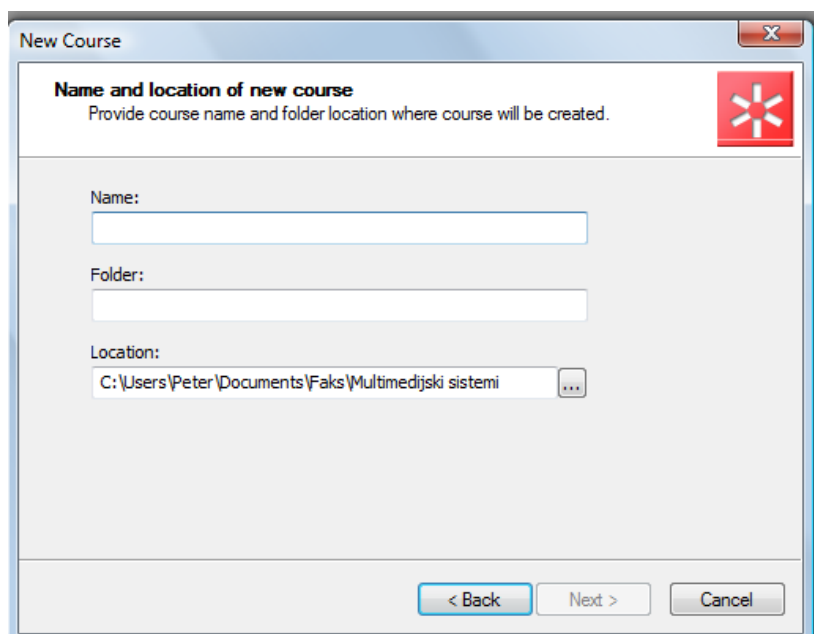 New Course
Name and location of new course
Provide course name and folder location where course will be created.
Name:
Folder:
Location:
C:\Users\Peter\Documents\Faks\Multimedijski sistemi
...
< Back
Next >
Cancel